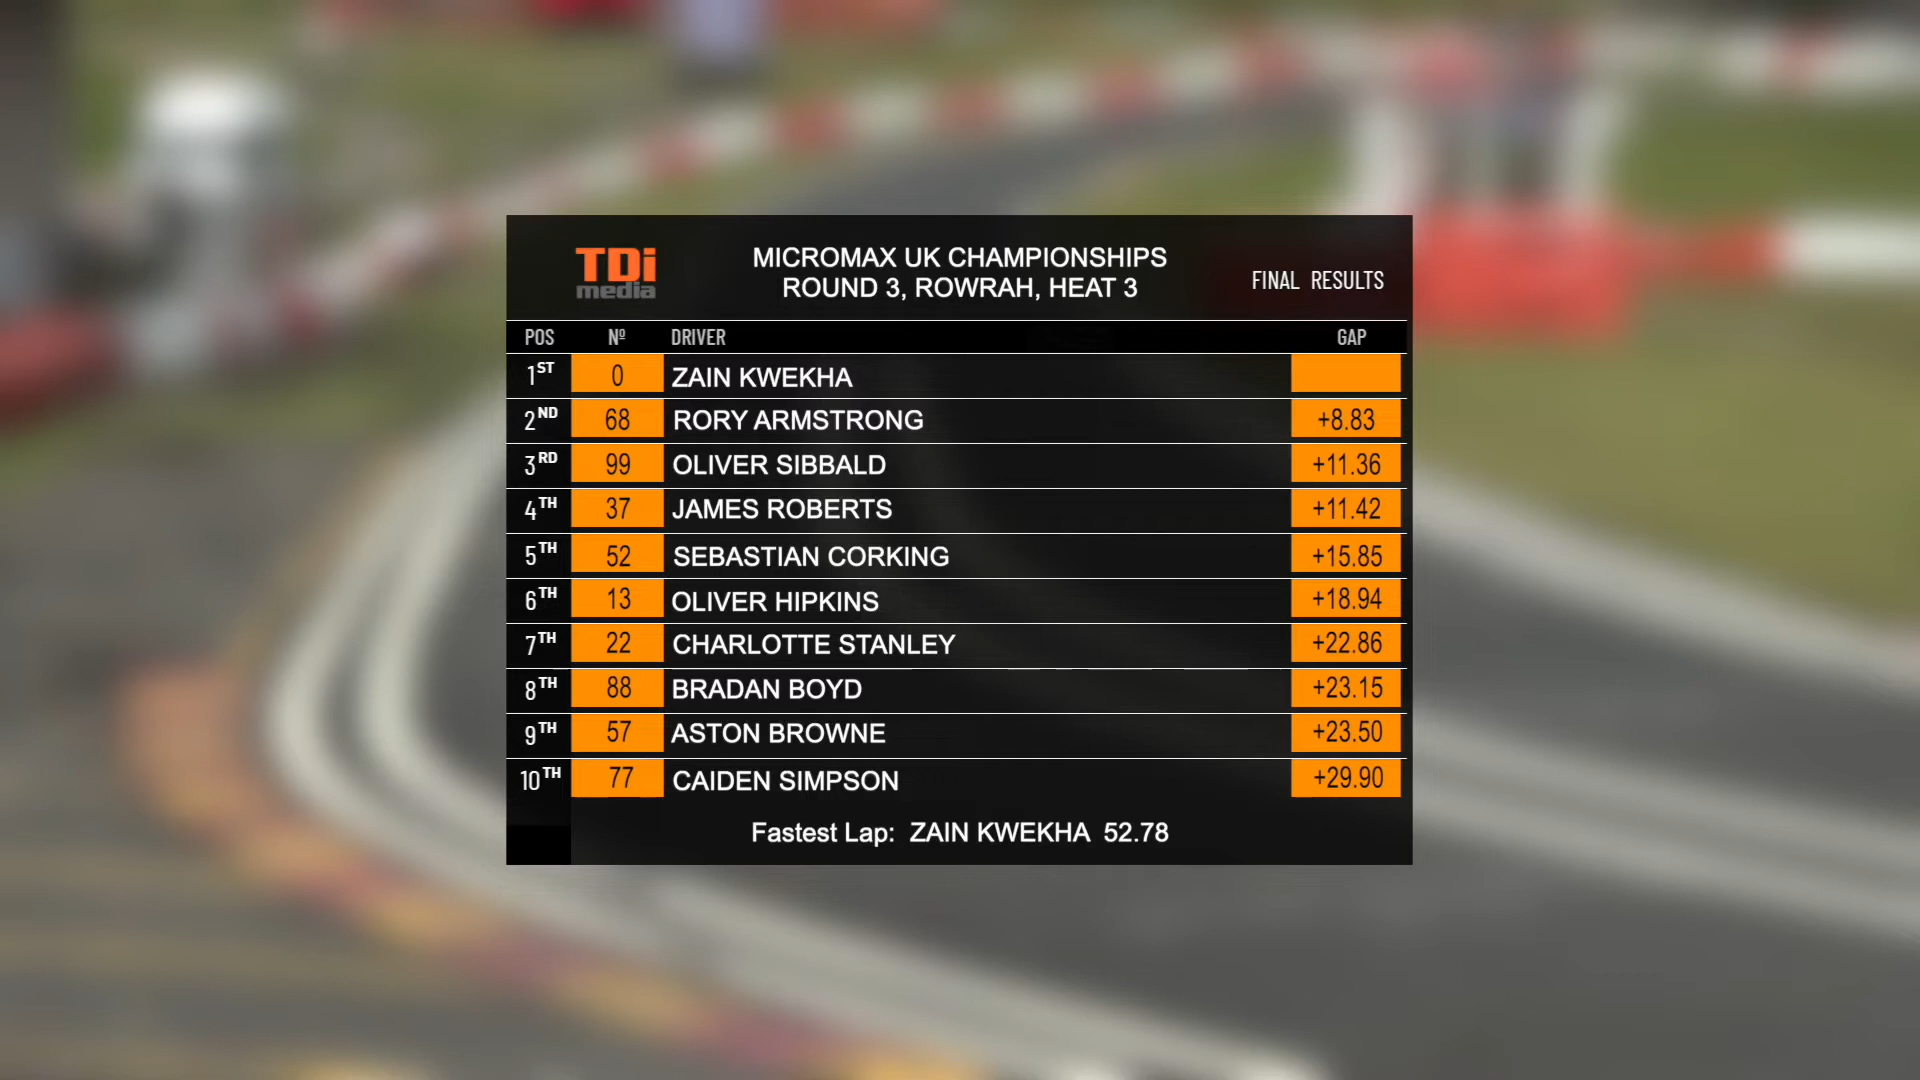 TDi
media
MICROMAX UK CHAMPIONSHIPS
ROUND 3, ROWRAH, HEAT 3
FINAL RESULTS
POS Nº DRIVER GAP
1ST 0 ZAIN KWEKHA
2ND 68 RORY ARMSTRONG +8.83
3RD 99 OLIVER SIBBALD +11.36
4TH 37 JAMES ROBERTS +11.42
5TH 52 SEBASTIAN CORKING +15.85
6TH 13 OLIVER HIPKINS +18.94
7TH 22 CHARLOTTE STANLEY +22.86
8TH 88 BRADAN BOYD +23.15
9TH 57 ASTON BROWNE +23.50
10TH 77 CAIDEN SIMPSON +29.90
Fastest Lap: ZAIN KWEKHA 52.78